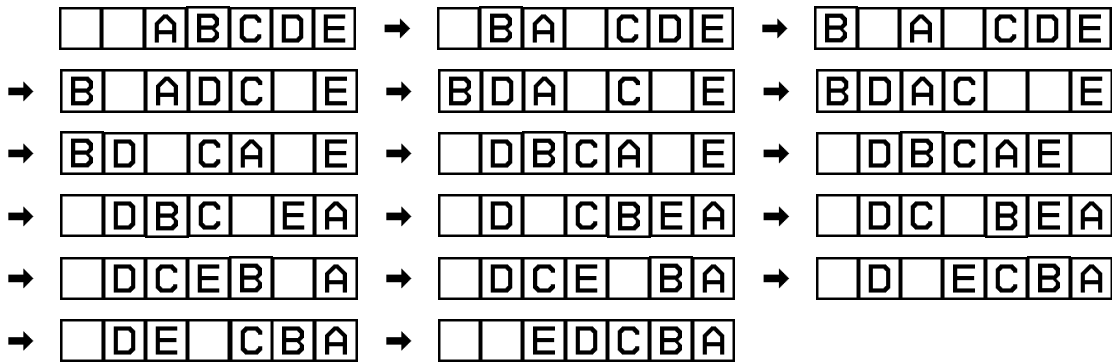 ABCDE → BA CDE → B A CDE
→ B ADC E → BDA C E → BDAC E
→ BD CA E → DBCA E → DBCAE
→ DBC EA → D CBEA → DC BEA
→ DCEB A → DCE BA → D ECBA
→ DE CBA → EDCBA